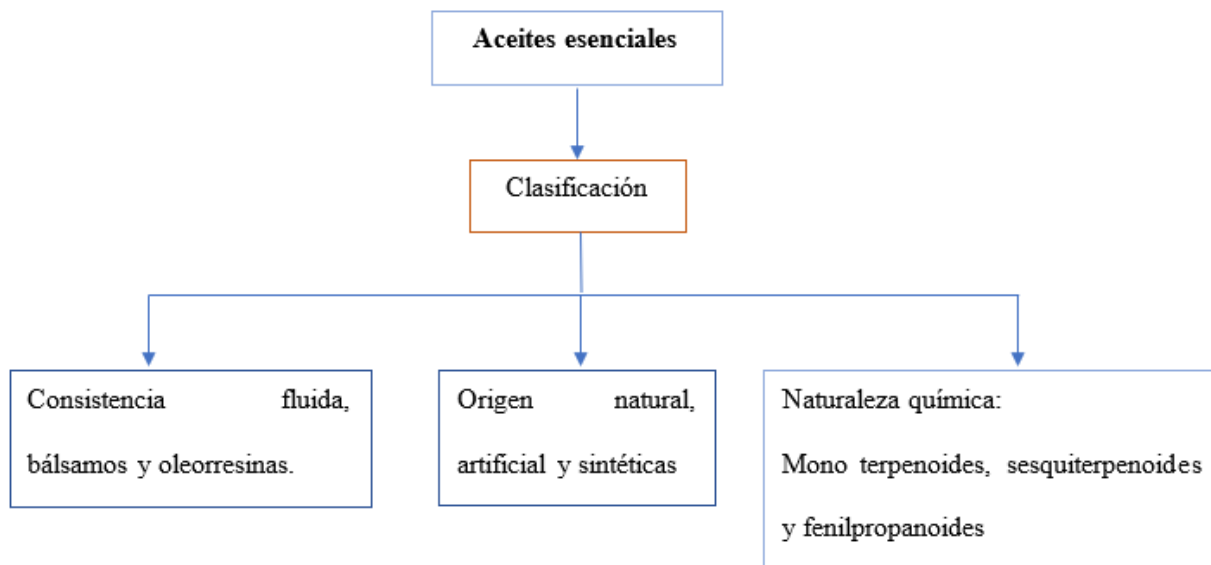 Aceites esenciales
Clasificación
Consistencia fluida,
bálsamos y oleorresinas.
Origen natural,
artificial y sintéticas
Naturaleza química:
Mono terpenoides, sesquiterpenoides
y fenilpropanoides